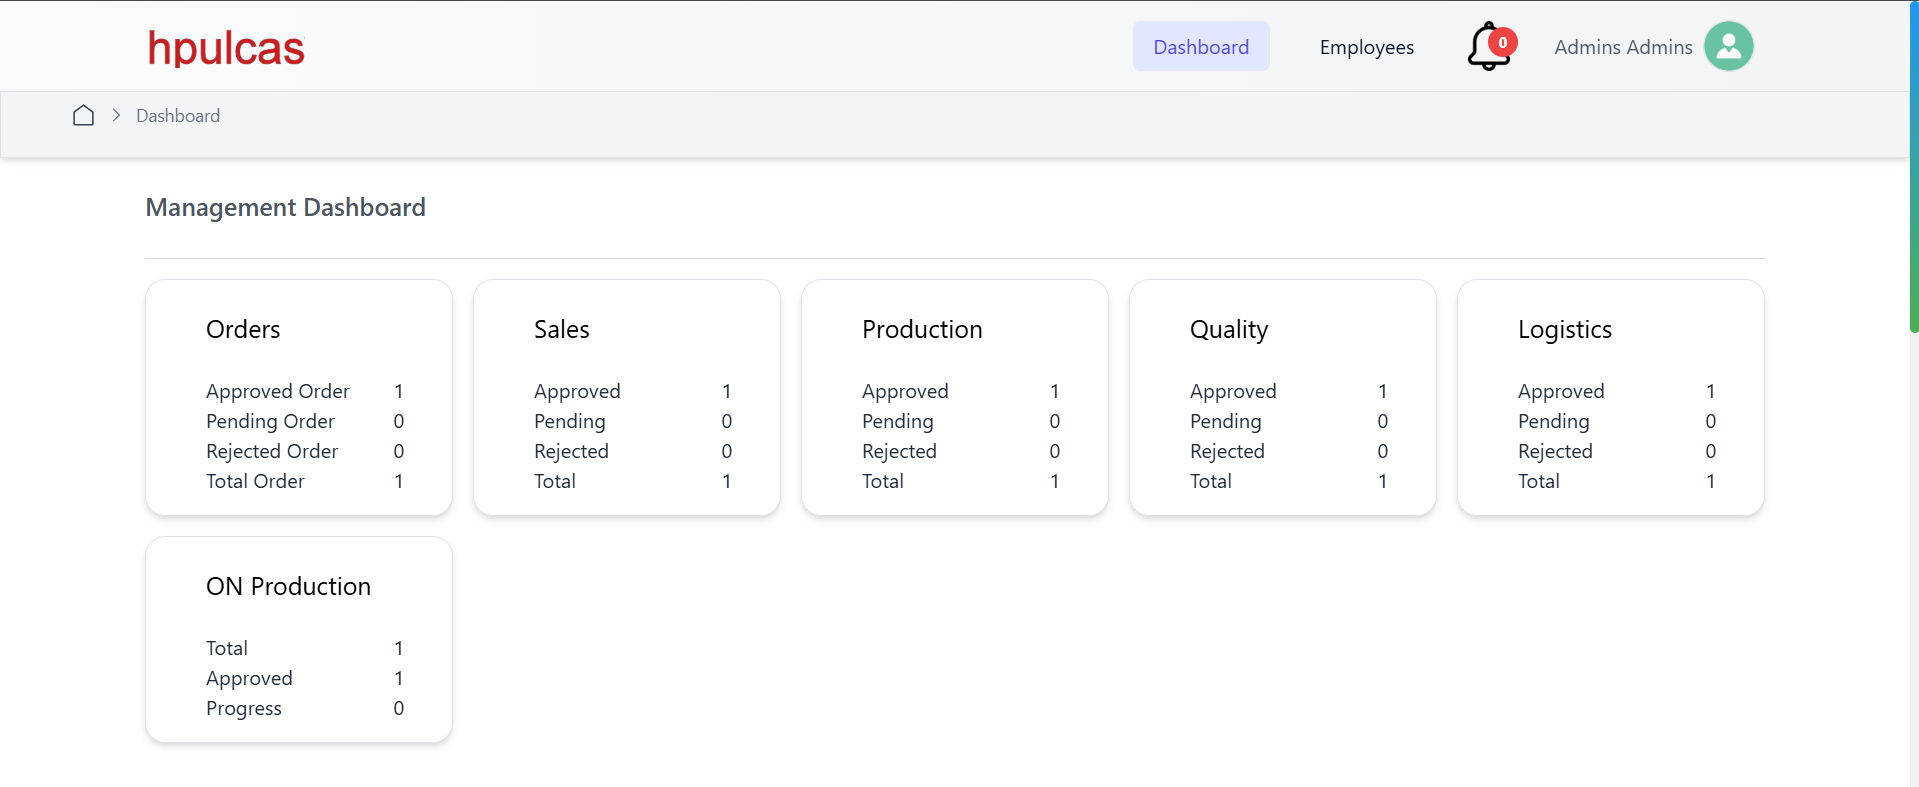 hpulcas
Dashboard
Employees
0
Admins Admins
Dashboard
Management Dashboard
Orders
Approved Order 1
Pending Order 0
Rejected Order 0
Total Order 1
Sales
Approved 1
Pending 0
Rejected 0
Total 1
Production
Approved 1
Pending 0
Rejected 0
Total 1
Quality
Approved 1
Pending 0
Rejected 0
Total 1
Logistics
Approved 1
Pending 0
Rejected 0
Total 1
ON Production
Total 1
Approved 1
Progress 0